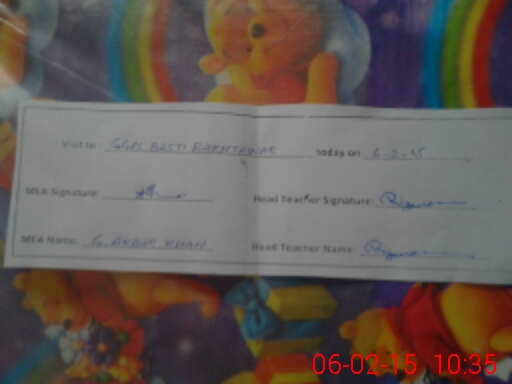 Visit to: GGPS BASTI BAKHTAWAR today on 6-2-15
MEA Signature: Head Teacher Signature:
MEA Name: G. AKBAR KHAN Head Teacher Name:
06-02-15 10:35